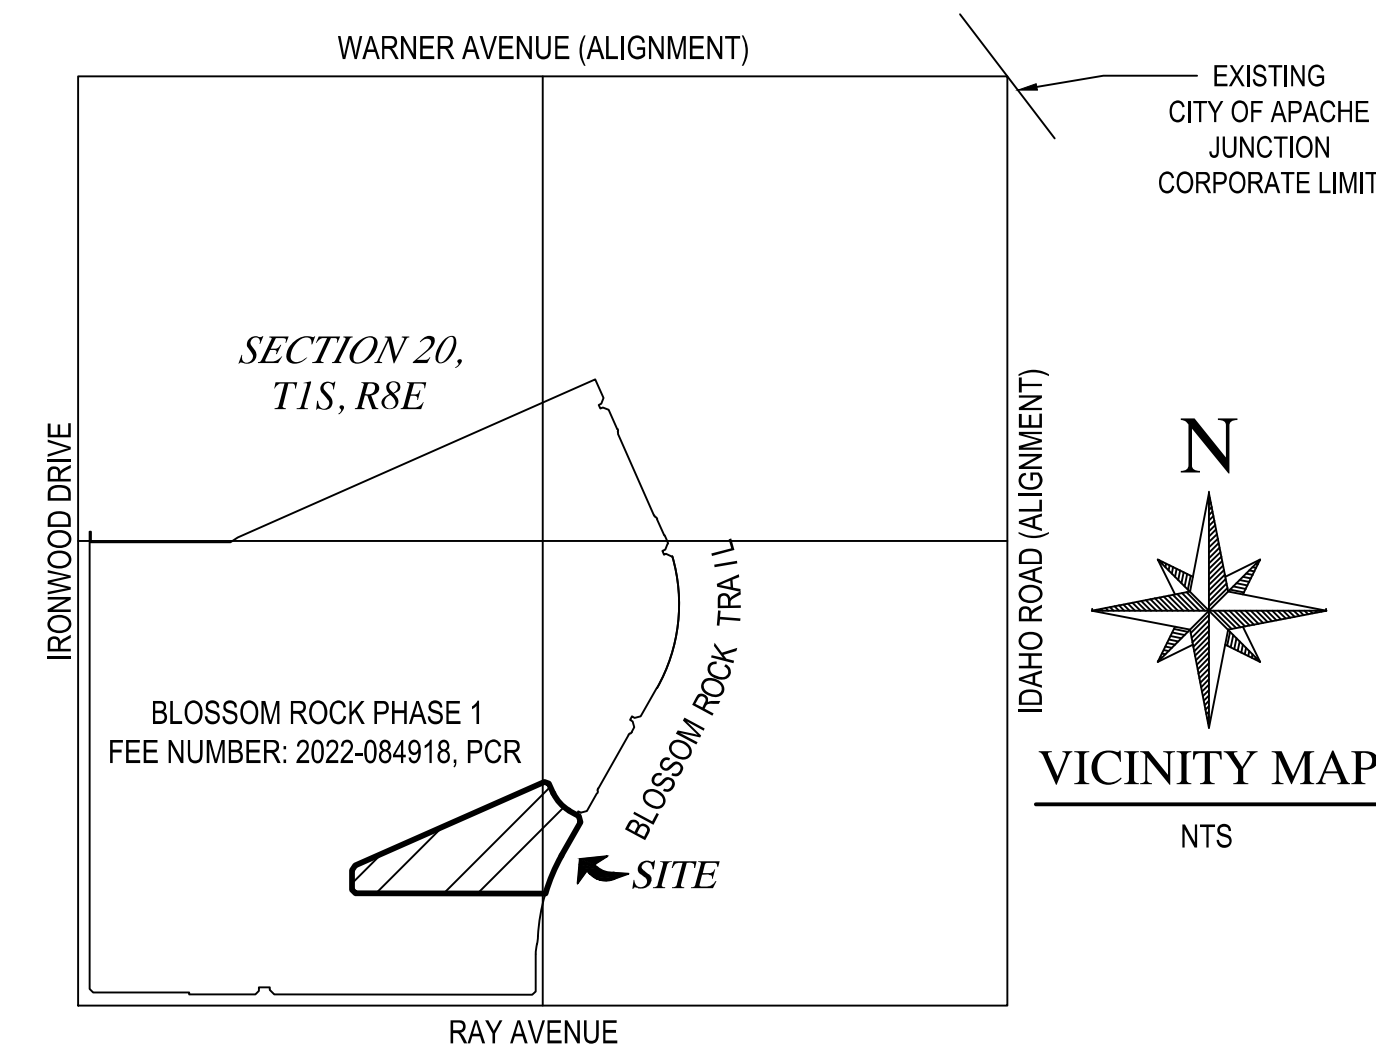 WARNER AVENUE (ALIGNMENT)
EXISTING
CITY OF APACHE
JUNCTION
CORPORATE LIMIT
SECTION 20,
T1S, R8E
IRONWOOD DRIVE
IDAHO ROAD (ALIGNMENT)
N
BLOSSOM ROCK TRAIL
BLOSSOM ROCK PHASE 1
FEE NUMBER: 2022-084918, PCR
VICINITY MAP
NTS
SITE
RAY AVENUE